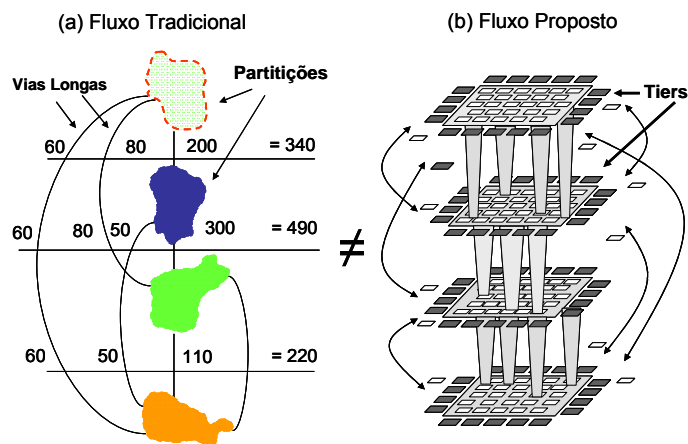 (a) Fluxo Tradicional
(b) Fluxo Proposto
Vias Longas
Partitições
Tiers
60 80 200 = 340
60 80 50 300 = 490
≠
60 50 110 = 220